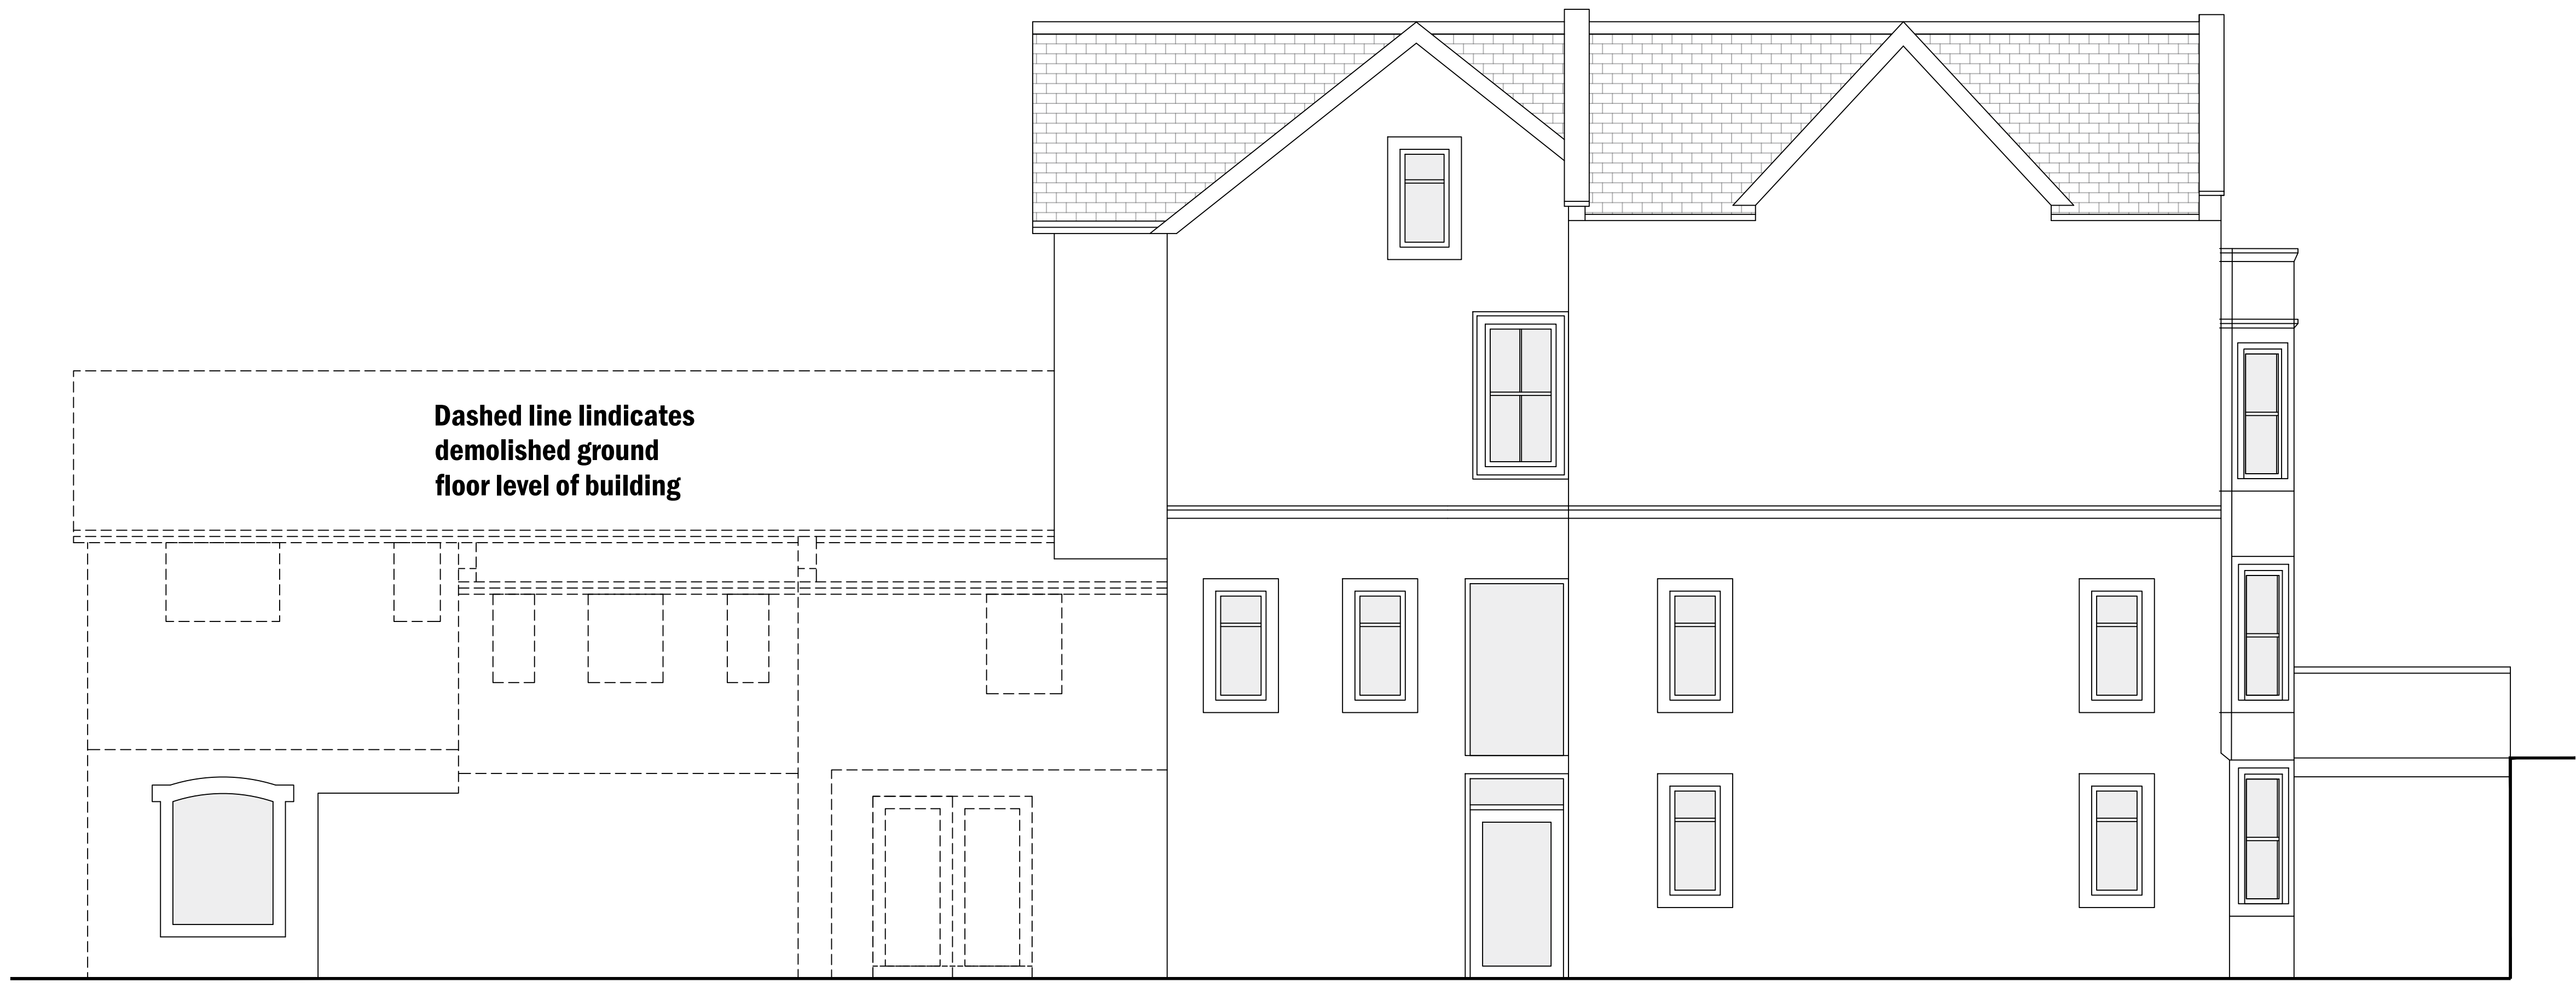 Dashed line lindicates
demolished ground
floor level of building